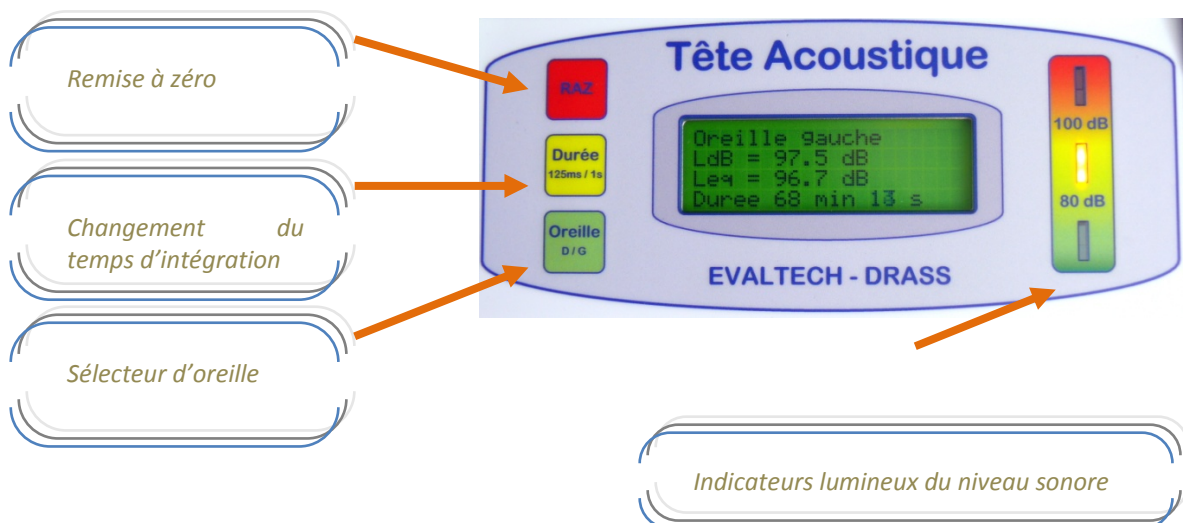 Remise à zéro
Changement du
temps d’intégration
Sélecteur d’oreille
Tête Acoustique
RAZ
Durée
125ms / 1s
Oreille
D / G
Oreille gauche
LdB = 97.5 dB
Leq = 96.7 dB
Duree 68 min 13 s
100 dB
80 dB
EVALTECH - DRASS
Indicateurs lumineux du niveau sonore